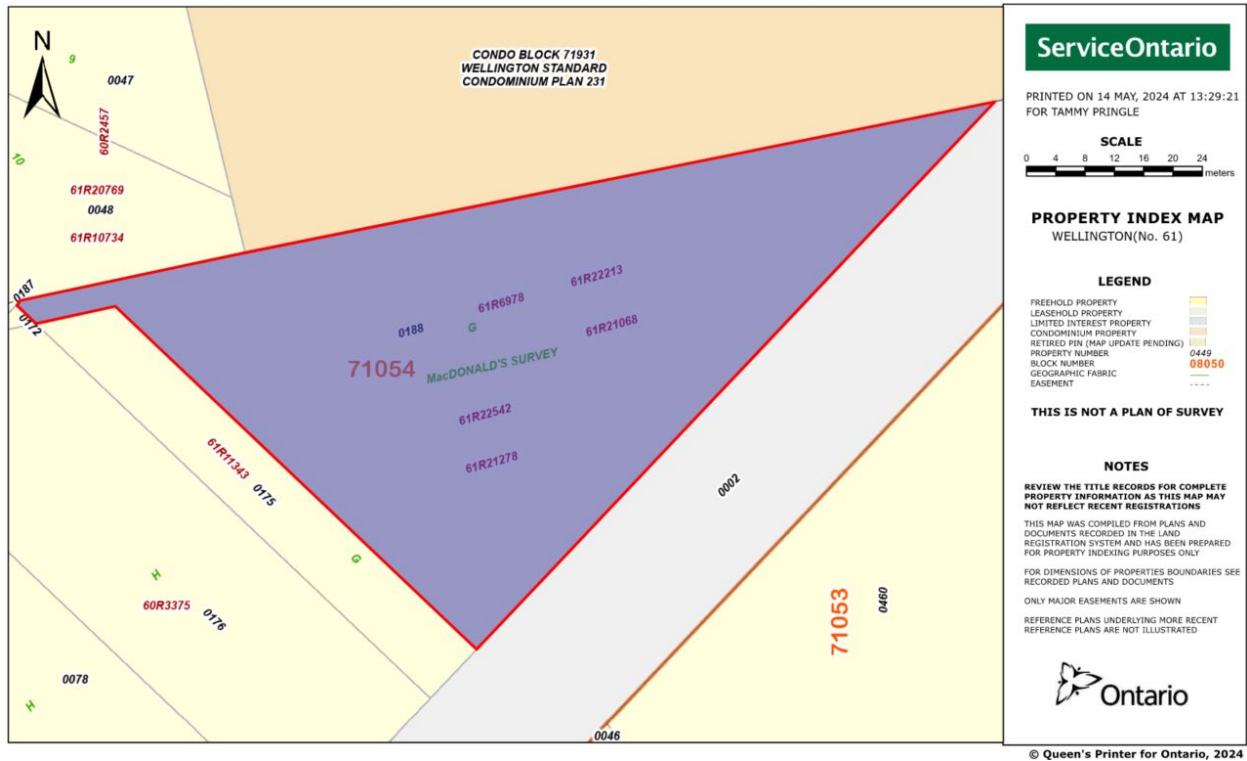 N
9
0047
60R2457
10
61R20769
0048
61R10734
0187
0172
CONDO BLOCK 71931
WELLINGTON STANDARD
CONDOMINIUM PLAN 231
61R22213
61R6978
0188
G
61R21068
71054
MacDONALD'S SURVEY
61R22542
61R21278
61R11343
0175
G
H
60R3375
0176
0078
H
0002
71053
0460
0046
ServiceOntario
PRINTED ON 14 MAY, 2024 AT 13:29:21
FOR TAMMY PRINGLE
SCALE
0 4 8 12 16 20 24
meters
PROPERTY INDEX MAP
WELLINGTON(No. 61)
LEGEND
FREEHOLD PROPERTY
LEASEHOLD PROPERTY
LIMITED INTEREST PROPERTY
CONDOMINIUM PROPERTY
RETIRED PIN (MAP UPDATE PENDING)
PROPERTY NUMBER 0449
BLOCK NUMBER 08050
GEOGRAPHIC FABRIC
EASEMENT
THIS IS NOT A PLAN OF SURVEY
NOTES
REVIEW THE TITLE RECORDS FOR COMPLETE
PROPERTY INFORMATION AS THIS MAP MAY
NOT REFLECT RECENT REGISTRATIONS
THIS MAP WAS COMPILED FROM PLANS AND
DOCUMENTS RECORDED IN THE LAND
REGISTRATION SYSTEM AND HAS BEEN PREPARED
FOR PROPERTY INDEXING PURPOSES ONLY
FOR DIMENSIONS OF PROPERTIES BOUNDARIES SEE
RECORDED PLANS AND DOCUMENTS
ONLY MAJOR EASEMENTS ARE SHOWN
REFERENCE PLANS UNDERLYING MORE RECENT
REFERENCE PLANS ARE NOT ILLUSTRATED
Ontario
© Queen's Printer for Ontario, 2024